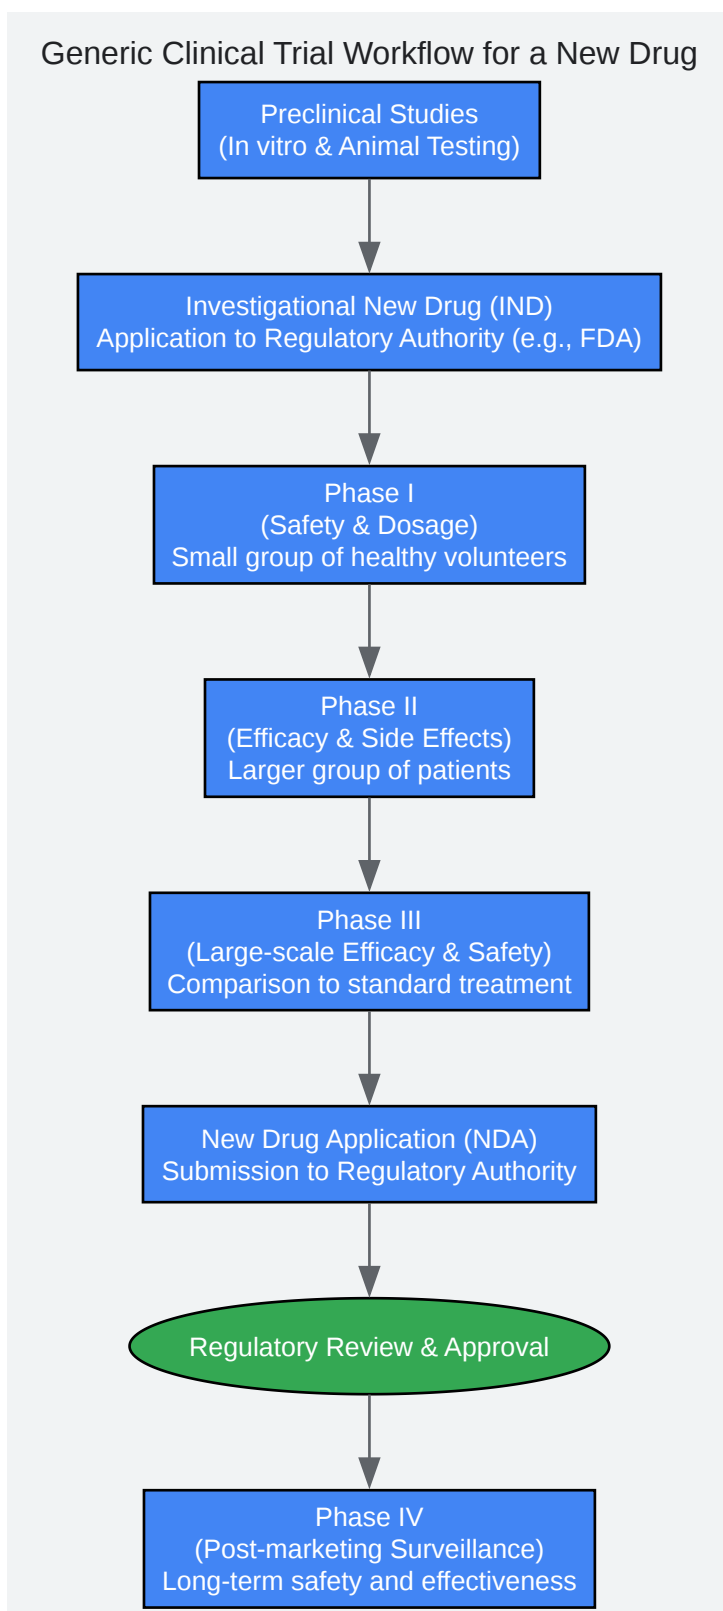 Generic Clinical Trial Workflow for a New Drug
Preclinical Studies
(In vitro & Animal Testing)
Investigational New Drug (IND)
Application to Regulatory Authority (e.g., FDA)
Phase I
(Safety & Dosage)
Small group of healthy volunteers
Phase II
(Efficacy & Side Effects)
Larger group of patients
Phase III
(Large-scale Efficacy & Safety)
Comparison to standard treatment
New Drug Application (NDA)
Submission to Regulatory Authority
Regulatory Review & Approval
Phase IV
(Post-marketing Surveillance)
Long-term safety and effectiveness